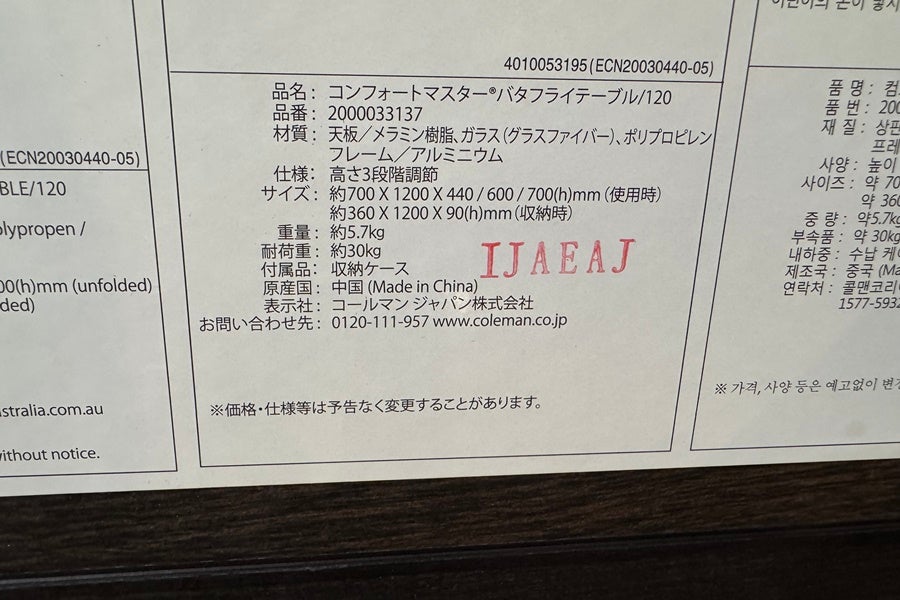 (ECN20030440-05)
BLE/120
olypropen /
00(h)mm (unfolded)
ded)
stralia.com.au
vithout notice.
4010053195(ECN20030440-05)
品名：コンフォートマスター®バタフライテーブル/120
品番：2000033137
材質：天板／メラミン樹脂、ガラス(グラスファイバー)、ポリプロピレン
フレーム／アルミニウム
仕様：高さ3段階調節
サイズ：約700 X 1200 X 440 / 600 / 700(h)mm（使用時）
約360 X 1200 X 90(h)mm（収納時）
重量：約5.7kg
耐荷重：約30kg
付属品：収納ケース
原産国：中国 (Made in China)
表示社：コールマン ジャパン株式会社
お問い合わせ先：0120-111-957 www.coleman.co.jp
IJAEAJ
※価格・仕様等は予告なく変更することがあります。
품 명 : 컴
품 번 : 200
재 질 : 상판
프레
사양 : 높이
사이즈 : 약 70
약 360
중 량 : 약5.7kg
부속품 : 약 30kg
내하중 : 수납 케
제조국 : 중국 (Ma
연락처 : 콜맨코리
1577-5932
※ 가격, 사양 등은 예고없이 변